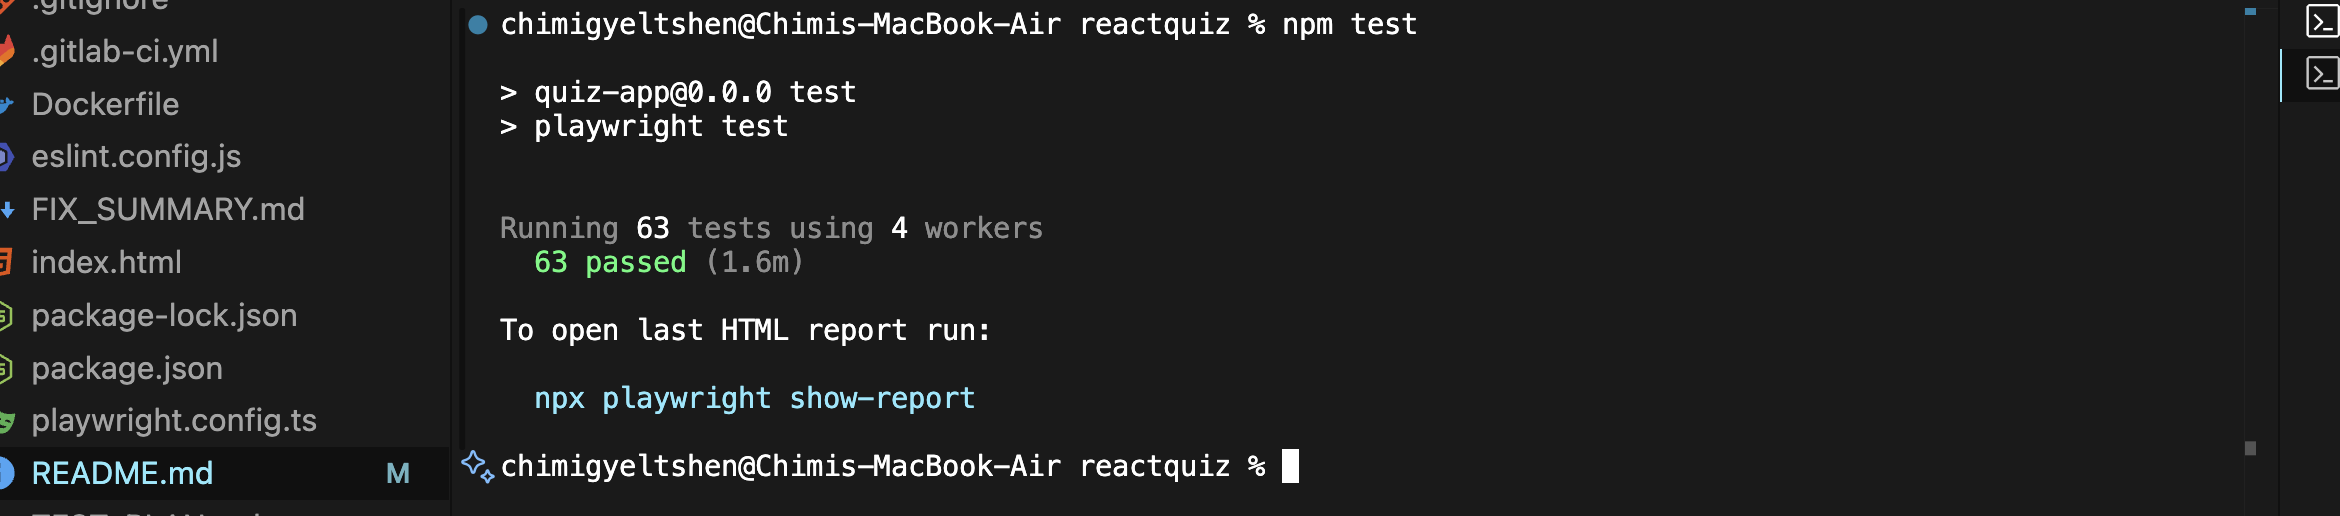 .gitignore
.gitlab-ci.yml
Dockerfile
eslint.config.js
FIX_SUMMARY.md
index.html
package-lock.json
package.json
playwright.config.ts
README.md M
chimigyeltshen@Chimis-MacBook-Air reactquiz % npm test
> quiz-app@0.0.0 test
> playwright test
Running 63 tests using 4 workers
63 passed (1.6m)
To open last HTML report run:
npx playwright show-report
chimigyeltshen@Chimis-MacBook-Air reactquiz %